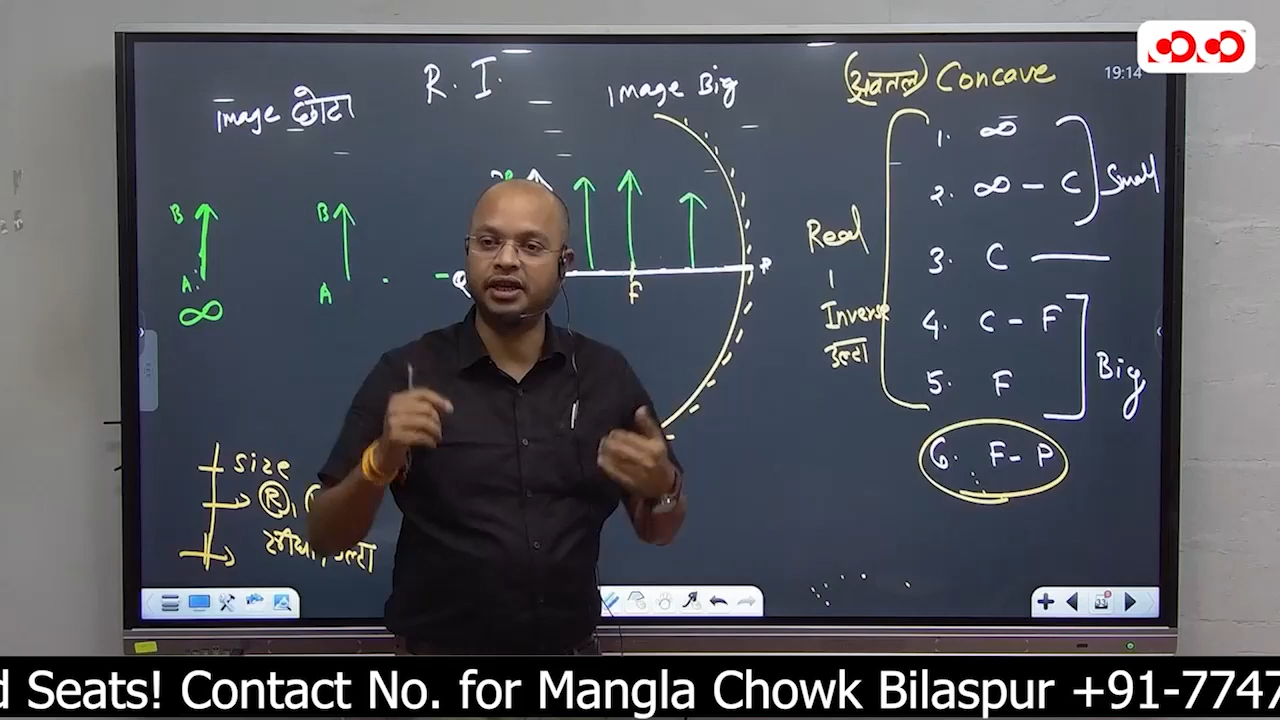 R. I.
Image छोटा
Image Big
(अवतल) Concave
19:14
1. ∞
2. ∞ - C
Small
3. C
4. C - F
5. F
Big
6. F - P
Real
Inverse
उल्टा
B
A
∞
B
A
F
P
size
R,
d Seats! Contact No. for Mangla Chowk Bilaspur +91-7747